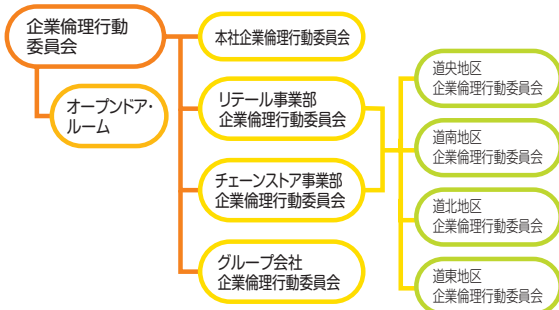 企業倫理行動
委員会
オープンドア・
ルーム
本社企業倫理行動委員会
リテール事業部
企業倫理行動委員会
チェーンストア事業部
企業倫理行動委員会
グループ会社
企業倫理行動委員会
道央地区
企業倫理行動委員会
道南地区
企業倫理行動委員会
道北地区
企業倫理行動委員会
道東地区
企業倫理行動委員会